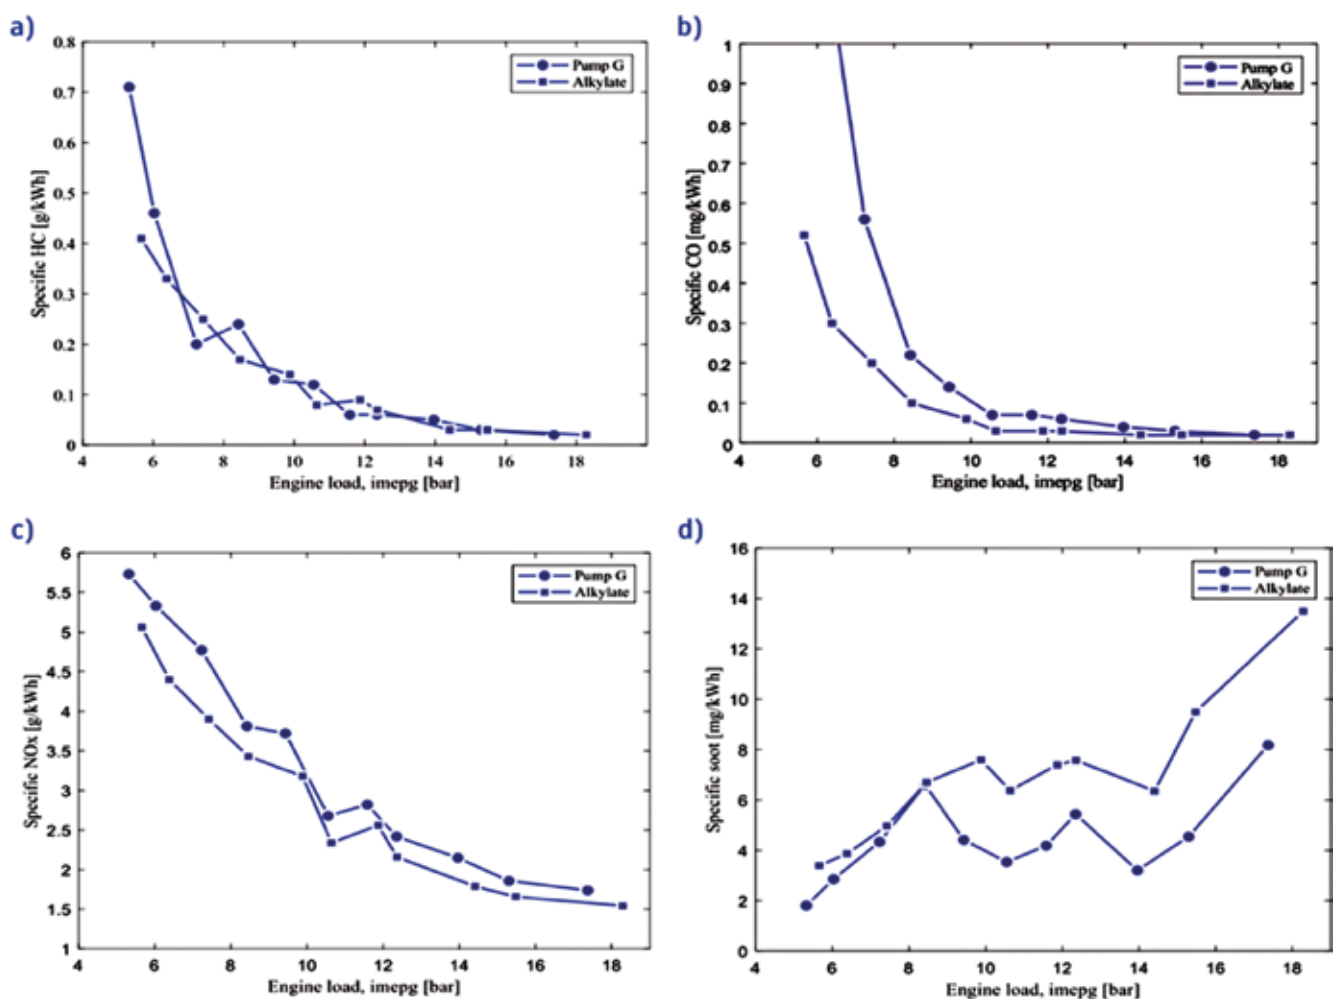 a)
0.8
0.7
0.6
0.5
0.4
0.3
0.2
0.1
0
Specific HC [g/kWh]
Pump G
Alkylate
4 6 8 10 12 14 16 18
Engine load, imepg [bar]
b)
1
0.9
0.8
0.7
0.6
0.5
0.4
0.3
0.2
0.1
0
Specific CO [mg/kWh]
Pump G
Alkylate
4 6 8 10 12 14 16 18
Engine load, imepg [bar]
c)
6
5.5
5
4.5
4
3.5
3
2.5
2
1.5
1
Specific NOx [g/kWh]
Pump G
Alkylate
4 6 8 10 12 14 16 18
Engine load, imepg [bar]
d)
16
14
12
10
8
6
4
2
0
Specific soot [mg/kWh]
Pump G
Alkylate
4 6 8 10 12 14 16 18
Engine load, imepg [bar]